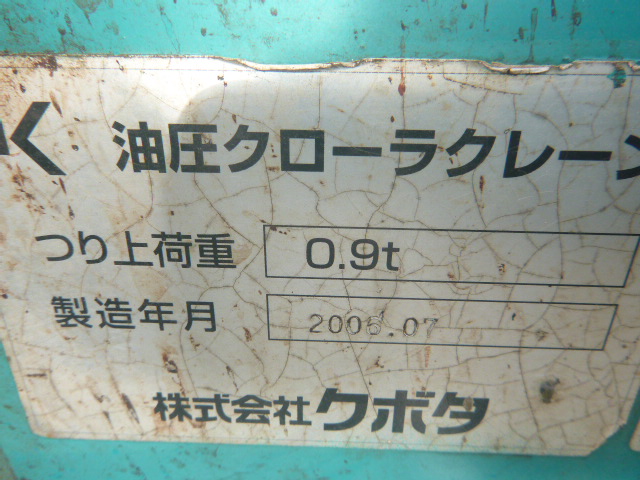 油圧クローラクレーン
つり上荷重 0.9t
製造年月 2006.07
株式会社クボタ